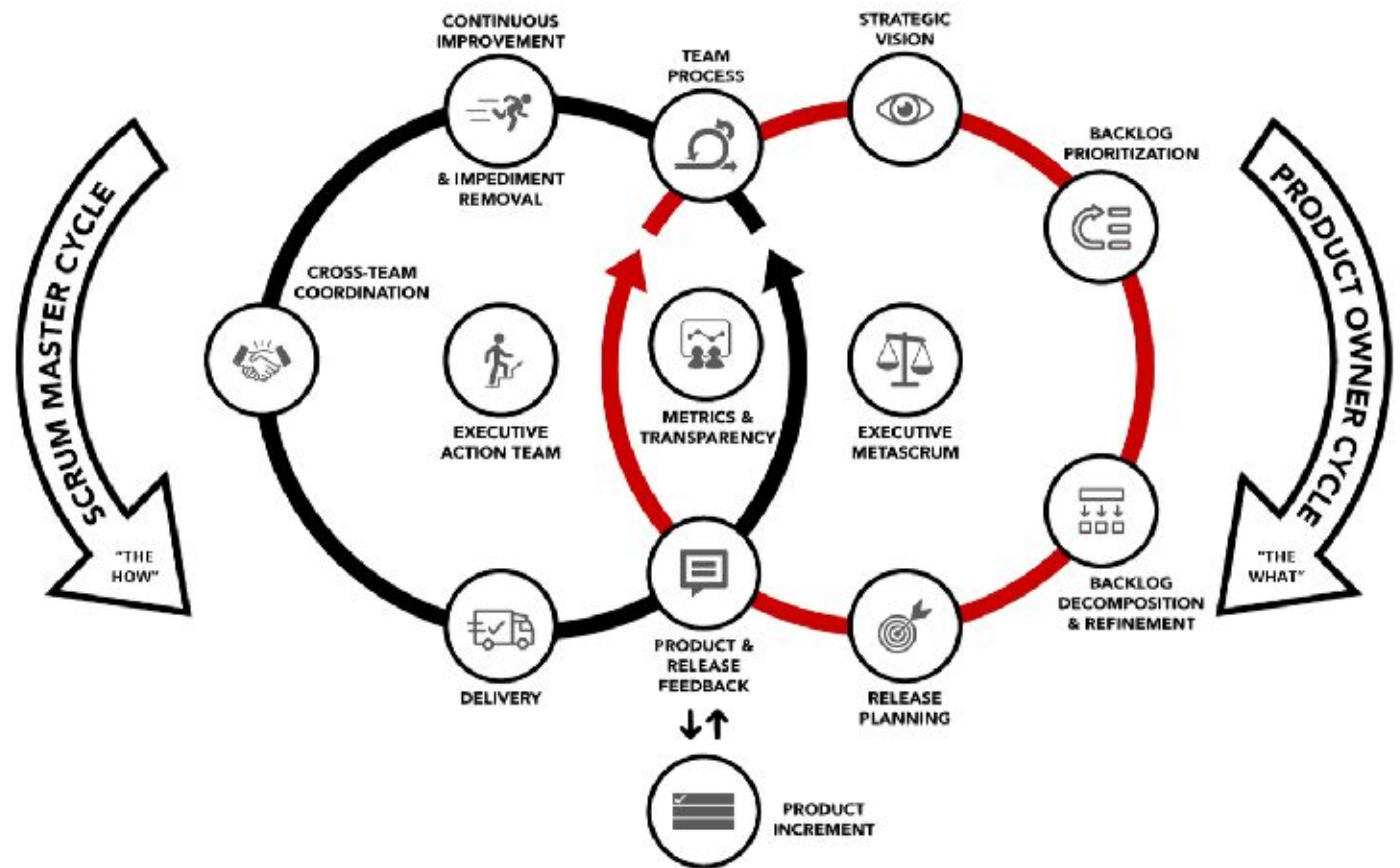 CONTINUOUS
IMPROVEMENT
& IMPEDIMENT
REMOVAL
TEAM
PROCESS
STRATEGIC
VISION
BACKLOG
PRIORITIZATION
SCRUM MASTER CYCLE
"THE
HOW"
PRODUCT OWNER CYCLE
"THE
WHAT"
CROSS-TEAM
COORDINATION
EXECUTIVE
ACTION TEAM
METRICS &
TRANSPARENCY
EXECUTIVE
METASCRUM
BACKLOG
DECOMPOSITION
& REFINEMENT
DELIVERY
PRODUCT &
RELEASE
FEEDBACK
RELEASE
PLANNING
PRODUCT
INCREMENT